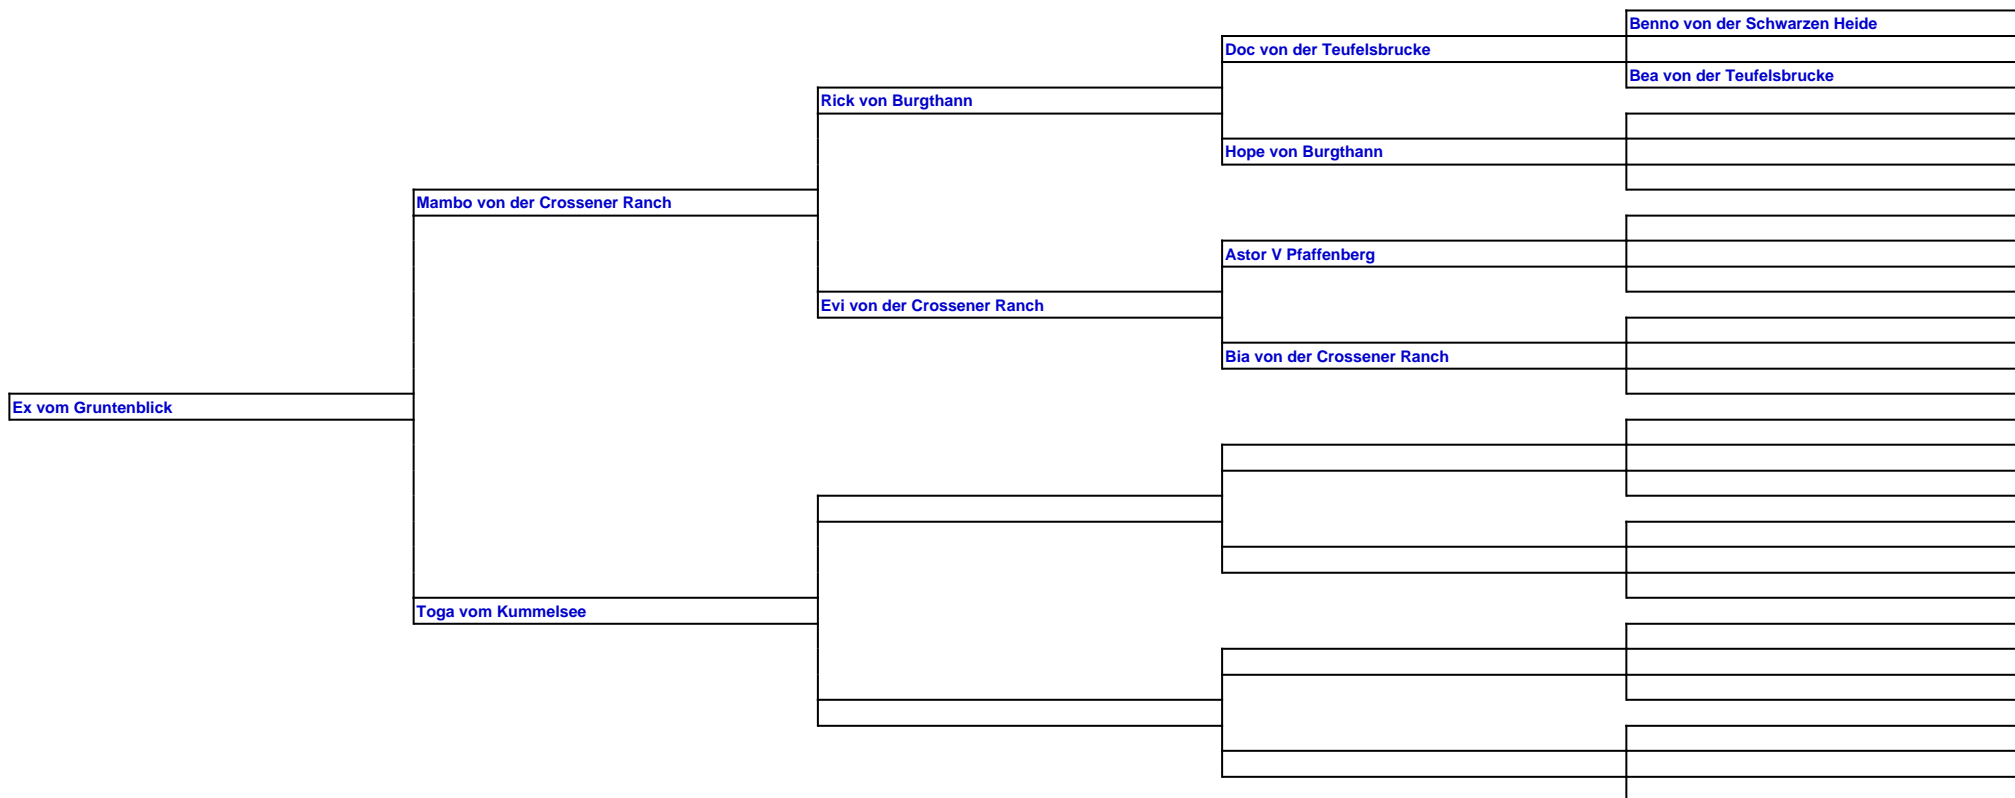 Benno von der Schwarzen Heide
Doc von der Teufelsbrucke
Bea von der Teufelsbrucke
Rick von Burgthann
Hope von Burgthann
Mambo von der Crossener Ranch
Astor V Pfaffenberg
Evi von der Crossener Ranch
Bia von der Crossener Ranch
Ex vom Gruntenblick
Toga vom Kummelsee